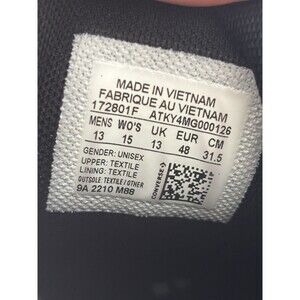 MADE IN VIETNAM
FABRIQUE AU VIETNAM
172801F ATKY4MG000126
MENS WO'S UK EUR CM
13 15 13 48 31.5
GENDER: UNISEX
UPPER: TEXTILE
LINING: TEXTILE
OUTSOLE: TEXTILE/OTHER
9A 2210 M88
CONVERSE